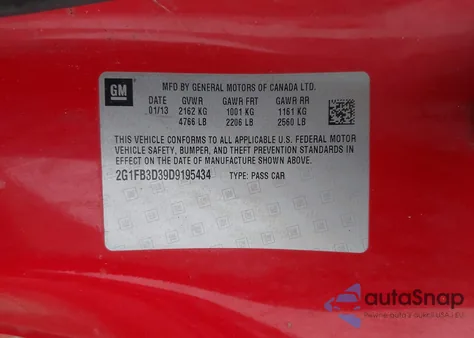 GM
MFD BY GENERAL MOTORS OF CANADA LTD.
DATE GVWR GAWR FRT GAWR RR
01/13 2162 KG 1001 KG 1161 KG
4766 LB 2206 LB 2560 LB
THIS VEHICLE CONFORMS TO ALL APPLICABLE U.S. FEDERAL MOTOR
VEHICLE SAFETY, BUMPER, AND THEFT PREVENTION STANDARDS
IN EFFECT ON THE DATE OF MANUFACTURE SHOWN ABOVE.
2G1FB3D39D9195434 TYPE: PASS CAR
autoSnap